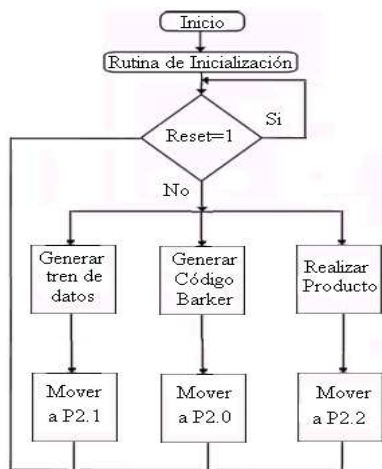 Inicio
Rutina de Inicialización
Si
Reset=1
No
Generar
tren de
datos
Generar
Código
Barker
Realizar
Producto
Mover
a P2.1
Mover
a P2.0
Mover
a P2.2